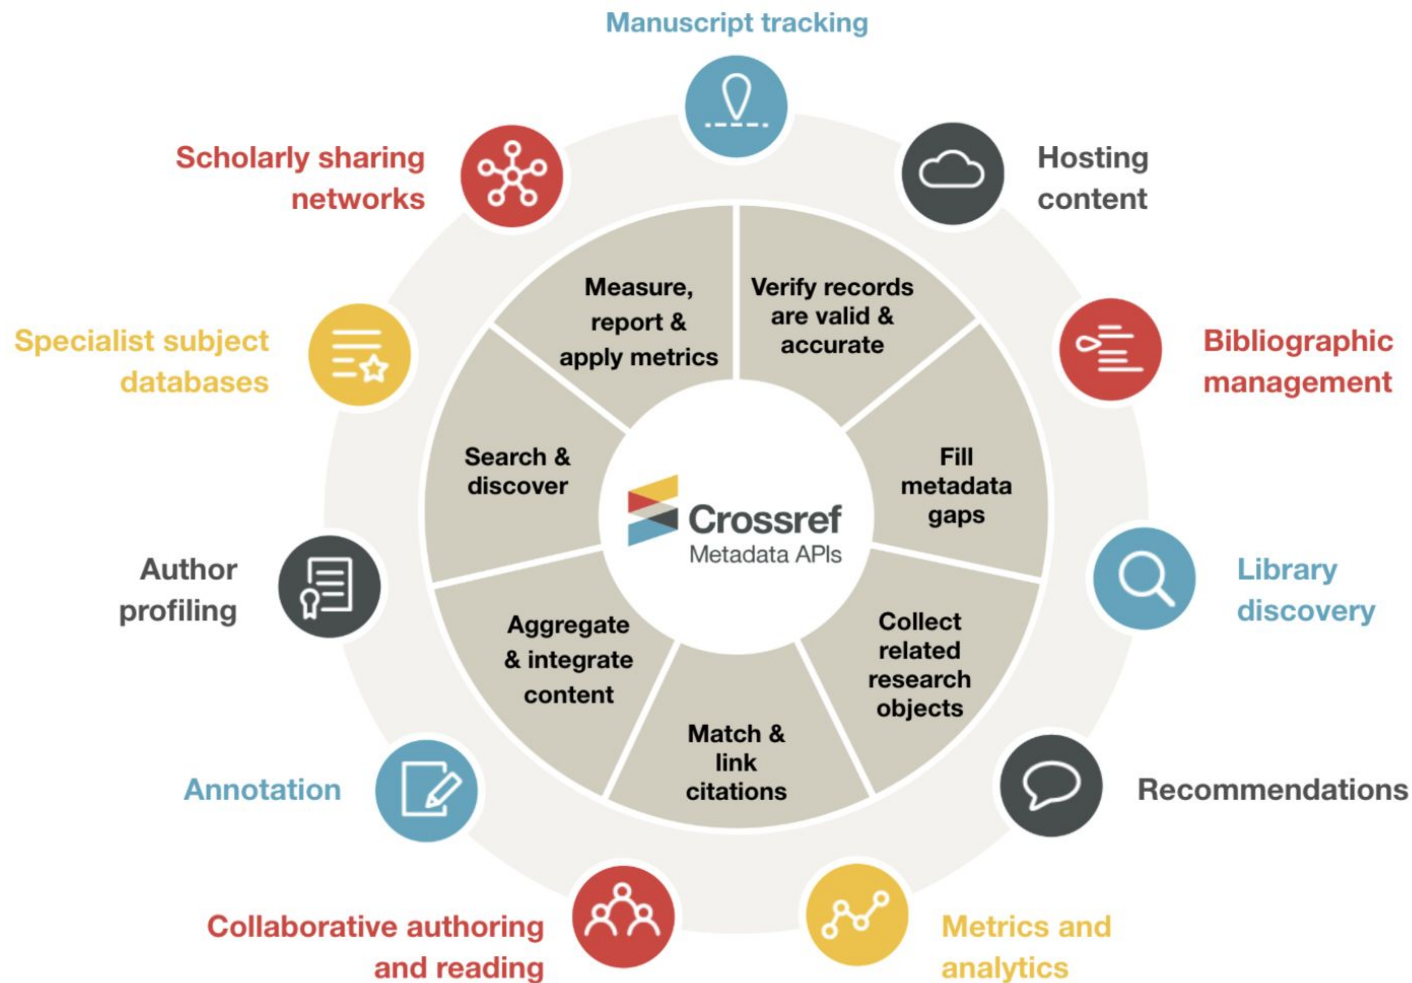 Manuscript tracking
Hosting
content
Bibliographic
management
Library
discovery
Recommendations
Metrics and
analytics
Collaborative authoring
and reading
Annotation
Author
profiling
Specialist subject
databases
Scholarly sharing
networks
Verify records
are valid &
accurate
Fill
metadata
gaps
Collect
related
research
objects
Match &
link
citations
Aggregate
& integrate
content
Search &
discover
Measure,
report &
apply metrics
Crossref
Metadata APIs